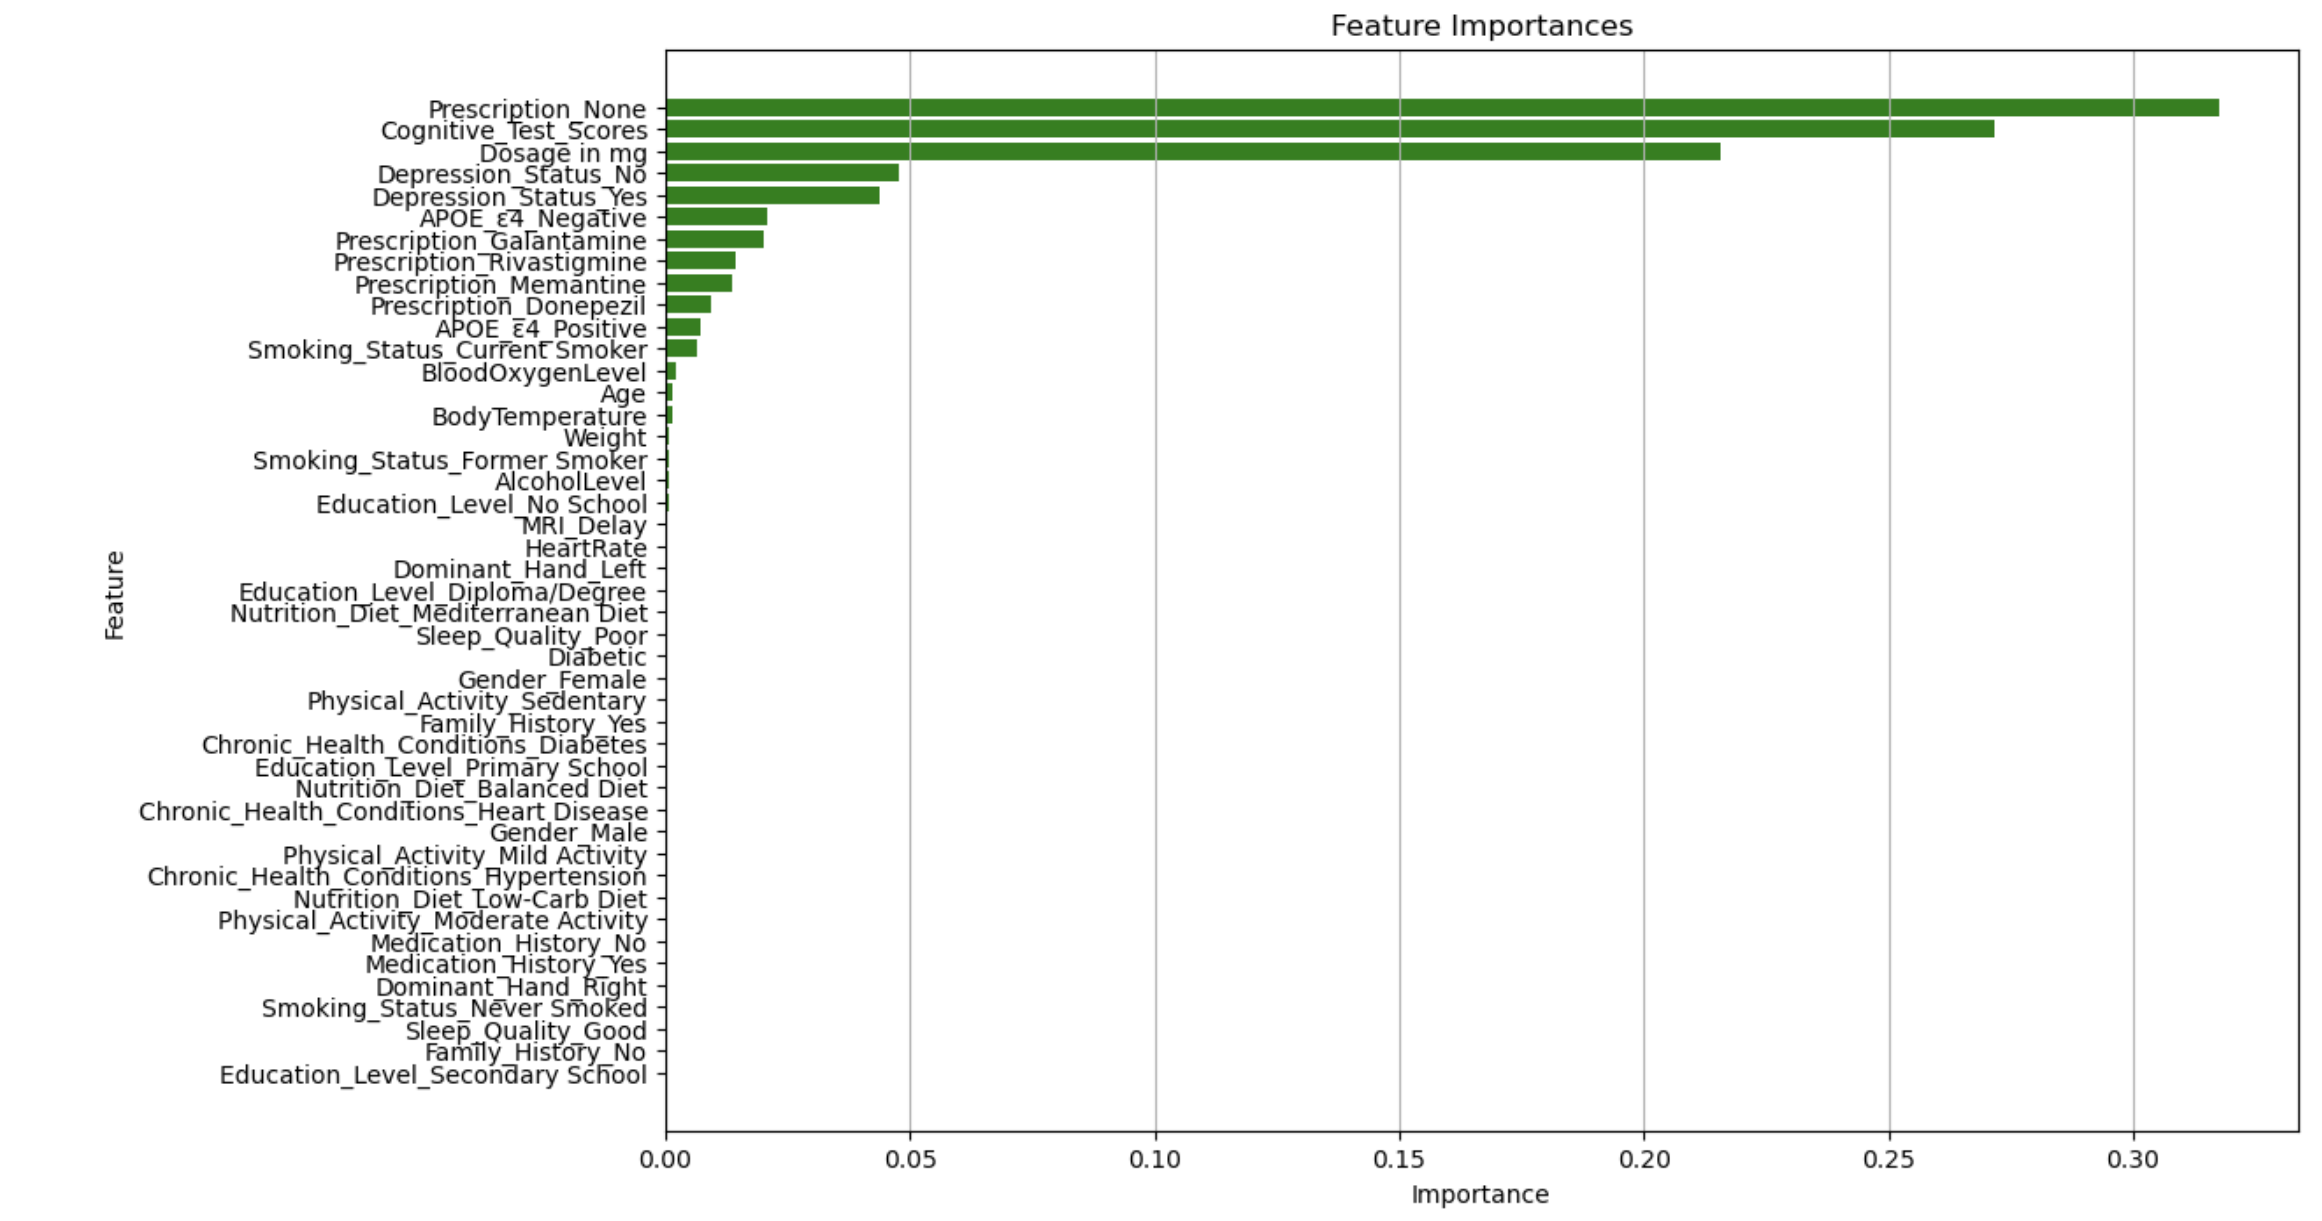 Feature Importances
Prescription_None
Cognitive_Test_Scores
Dosage in mg
Depression_Status_No
Depression_Status_Yes
APOE_ε4_Negative
Prescription_Galantamine
Prescription_Rivastigmine
Prescription_Memantine
Prescription_Donepezil
APOE_ε4_Positive
Smoking_Status_Current Smoker
BloodOxygenLevel
Age
BodyTemperature
Weight
Smoking_Status_Former Smoker
AlcoholLevel
Education_Level_No School
MRI_Delay
HeartRate
Dominant_Hand_Left
Education_Level_Diploma/Degree
Nutrition_Diet_Mediterranean Diet
Sleep_Quality_Poor
Diabetic
Gender_Female
Physical_Activity_Sedentary
Family_History_Yes
Chronic_Health_Conditions_Diabetes
Education_Level_Primary School
Nutrition_Diet_Balanced Diet
Chronic_Health_Conditions_Heart Disease
Gender_Male
Physical_Activity_Mild Activity
Chronic_Health_Conditions_Hypertension
Nutrition_Diet_Low-Carb Diet
Physical_Activity_Moderate Activity
Medication_History_No
Medication_History_Yes
Dominant_Hand_Right
Smoking_Status_Never Smoked
Sleep_Quality_Good
Family_History_No
Education_Level_Secondary School
Feature
0.00 0.05 0.10 0.15 0.20 0.25 0.30
Importance